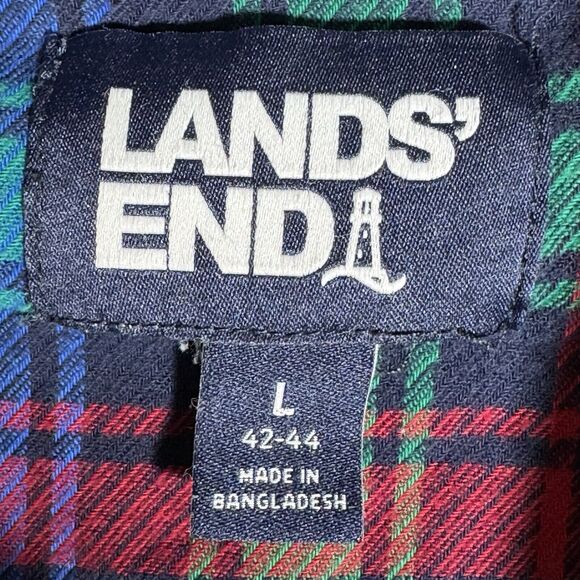 LANDS'
END
L
42-44
MADE IN
BANGLADESH